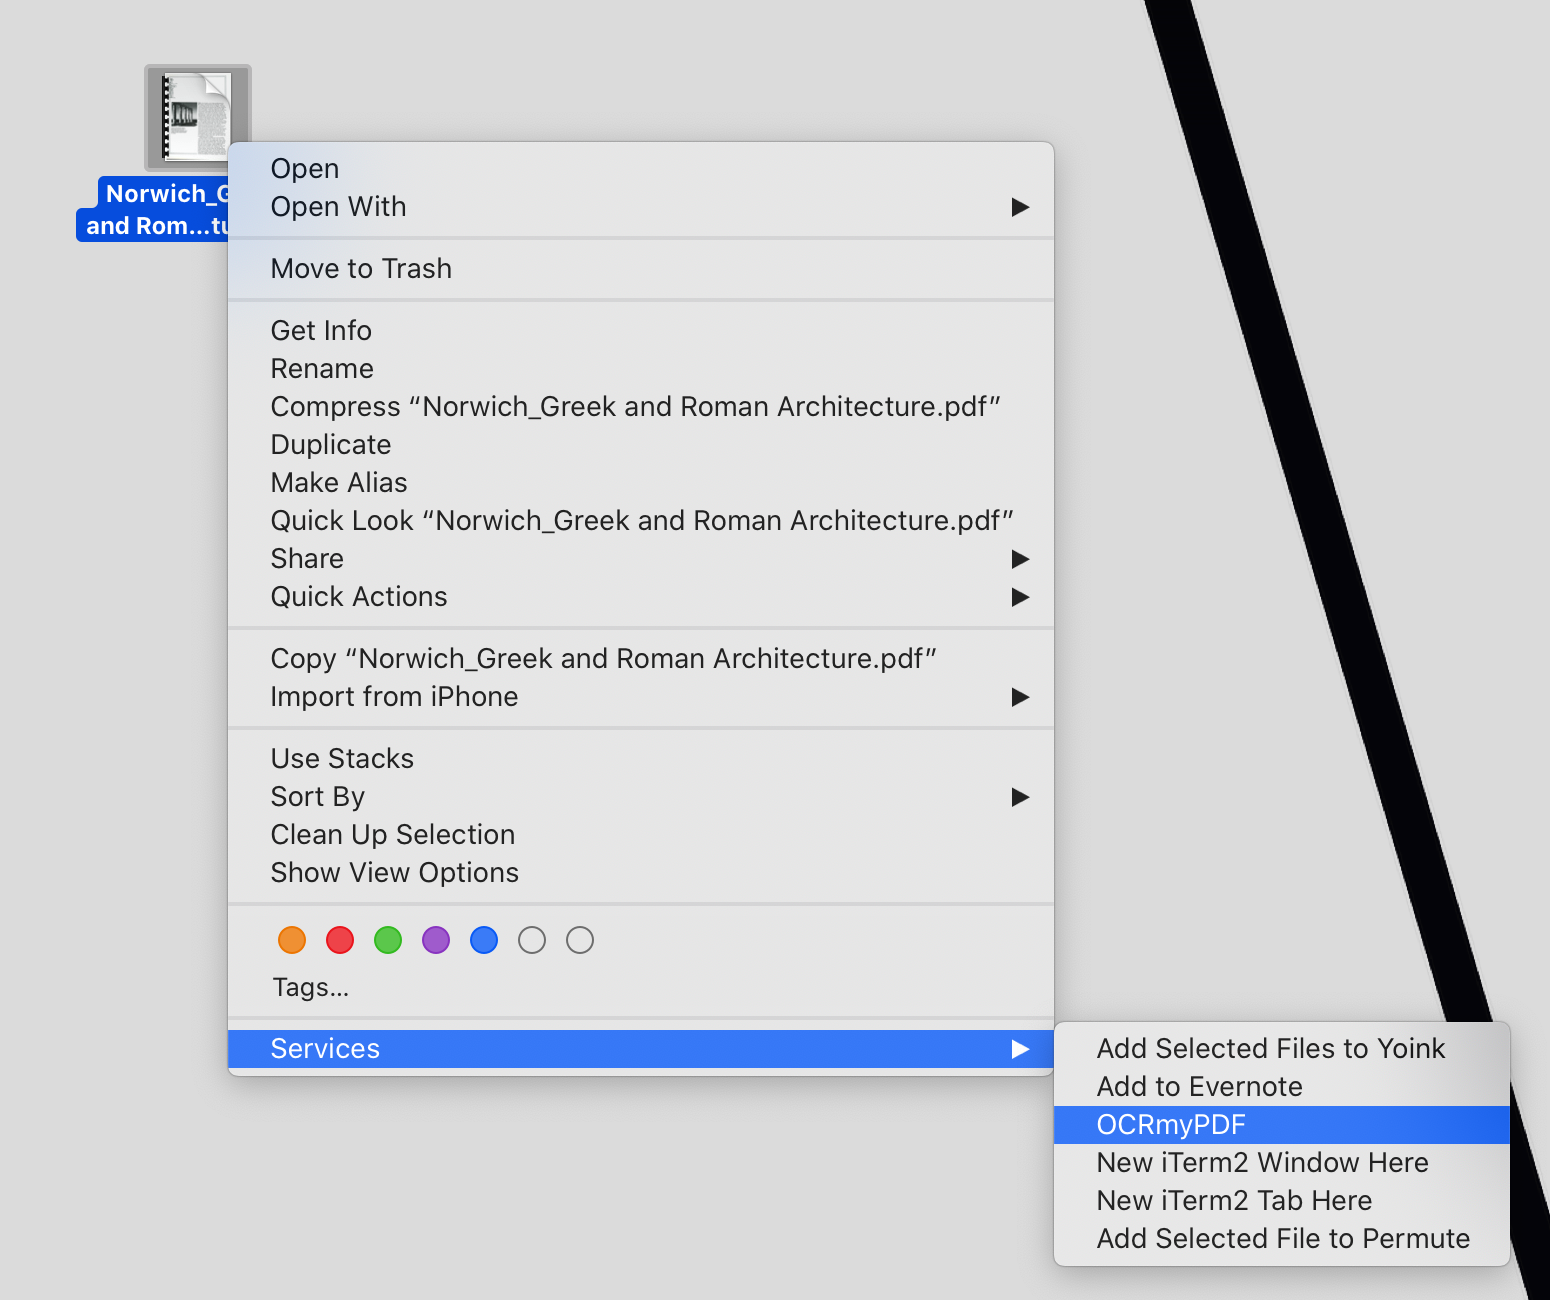 Norwich_G
and Rom...tu
Open
Open With
Move to Trash
Get Info
Rename
Compress “Norwich_Greek and Roman Architecture.pdf”
Duplicate
Make Alias
Quick Look “Norwich_Greek and Roman Architecture.pdf”
Share
Quick Actions
Copy “Norwich_Greek and Roman Architecture.pdf”
Import from iPhone
Use Stacks
Sort By
Clean Up Selection
Show View Options
Tags...
Services
Add Selected Files to Yoink
Add to Evernote
OCRmyPDF
New iTerm2 Window Here
New iTerm2 Tab Here
Add Selected File to Permute